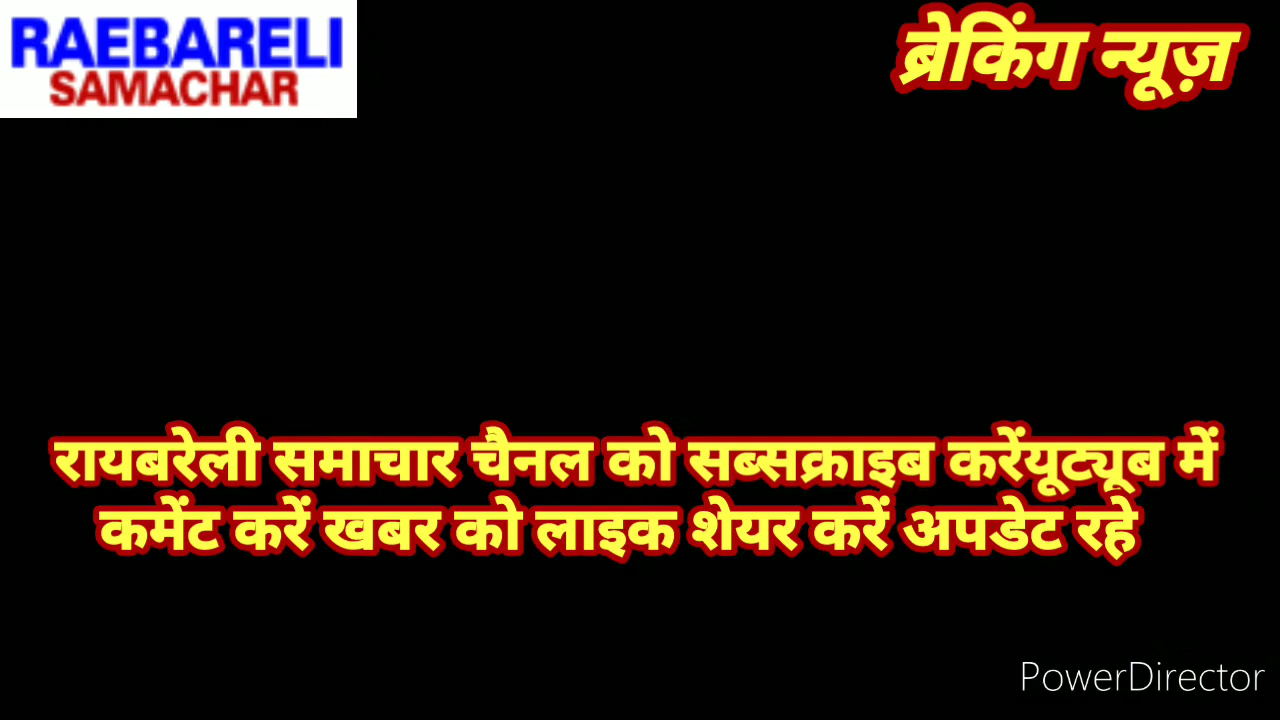 RAEBARELI
SAMACHAR
ब्रेकिंग न्यूज़
रायबरेली समाचार चैनल को सब्सक्राइब करेंयूट्यूब में
कमेंट करें खबर को लाइक शेयर करें अपडेट रहे
PowerDirector